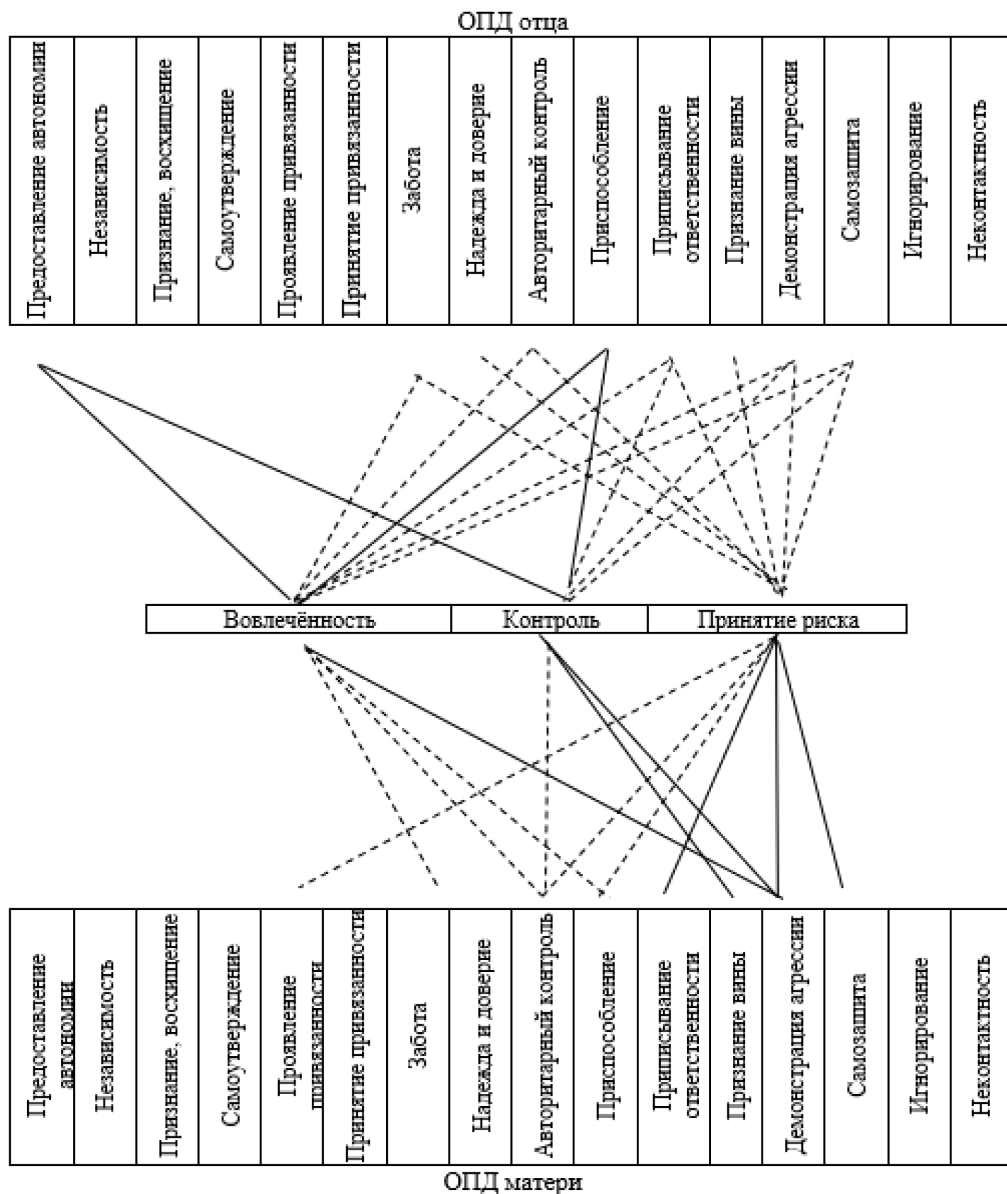 ОПД отца
Предоставление автономии
Независимость
Признание, восхищение
Самоутверждение
Проявление привязанности
Принятие привязанности
Забота
Надежда и доверие
Авторитарный контроль
Приспособление
Приписывание
ответственности
Признание вины
Демонстрация агрессии
Самозашита
Игнорирование
Неконтактность
Вовлечённость
Контроль
Принятие риска
Предоставление
автономии
Независимость
Признание, восхищение
Самоутверждение
Проявление
привязанности
Принятие привязанности
Забота
Надежда и доверие
Авторитарный контроль
Приспособление
Приписывание
ответственности
Признание вины
Демонстрация агрессии
Самозашита
Игнорирование
Неконтактность
ОПД матери